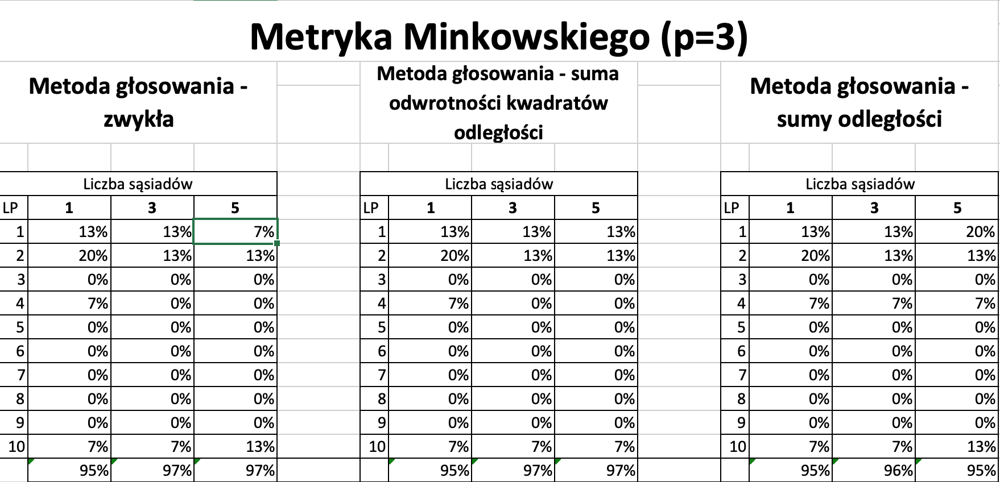 Metryka Minkowskiego (p=3)
Metoda głosowania -
zwykła
Metoda głosowania - suma
odwrotności kwadratów
odległości
Metoda głosowania -
sumy odległości
Liczba sąsiadów Liczba sąsiadów Liczba sąsiadów
LP 1 3 5 LP 1 3 5 LP 1 3 5
1 13% 13% 7% 1 13% 13% 13% 1 13% 13% 20%
2 20% 13% 13% 2 20% 13% 13% 2 20% 13% 13%
3 0% 0% 0% 3 0% 0% 0% 3 0% 0% 0%
4 7% 0% 0% 4 7% 0% 0% 4 7% 7% 7%
5 0% 0% 0% 5 0% 0% 0% 5 0% 0% 0%
6 0% 0% 0% 6 0% 0% 0% 6 0% 0% 0%
7 0% 0% 0% 7 0% 0% 0% 7 0% 0% 0%
8 0% 0% 0% 8 0% 0% 0% 8 0% 0% 0%
9 0% 0% 0% 9 0% 0% 0% 9 0% 0% 0%
10 7% 7% 13% 10 7% 7% 7% 10 7% 7% 13%
95% 97% 97% 95% 97% 97% 95% 96% 95%